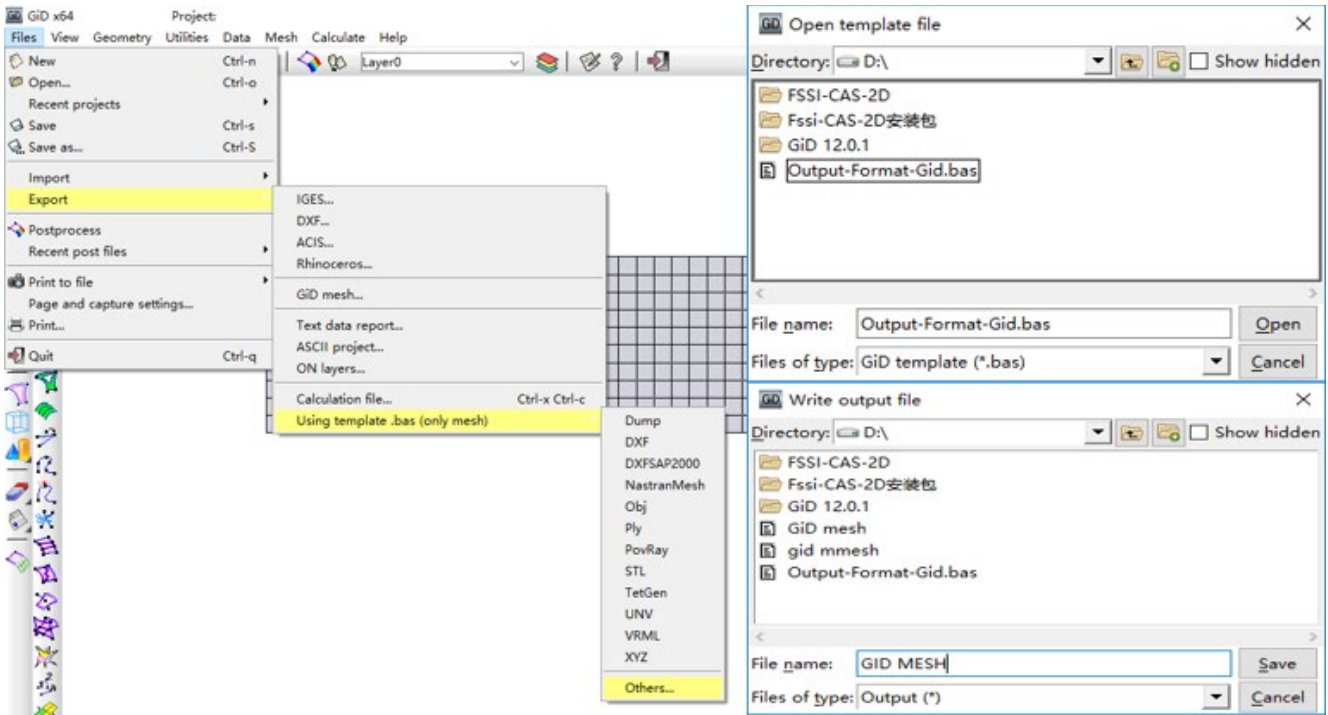 GiD x64 Project:
Files View Geometry Utilities Data Mesh Calculate Help
New Ctrl-n
Open... Ctrl-o
Recent projects
Save Ctrl-s
Save as... Ctrl-S
Import
Export
Postprocess
Recent post files
Print to file
Page and capture settings...
Print...
Quit Ctrl-q
Layer0
IGES...
DXF...
ACIS...
Rhinoceros...
GiD mesh...
Text data report...
ASCII project...
ON layers...
Calculation file... Ctrl-x Ctrl-c
Using template .bas (only mesh)
Dump
DXF
DXFSAP2000
NastranMesh
Obj
Ply
PovRay
STL
TetGen
UNV
VRML
XYZ
Others...
GiD Open template file
Directory: D:\ Show hidden
FSSI-CAS-2D
Fssi-CAS-2D安装包
GiD 12.0.1
Output-Format-Gid.bas
File name: Output-Format-Gid.bas Open
Files of type: GiD template (*.bas) Cancel
GiD Write output file
Directory: D:\ Show hidden
FSSI-CAS-2D
Fssi-CAS-2D安装包
GiD 12.0.1
GiD mesh
gid mmesh
Output-Format-Gid.bas
File name: GID MESH Save
Files of type: Output (*) Cancel